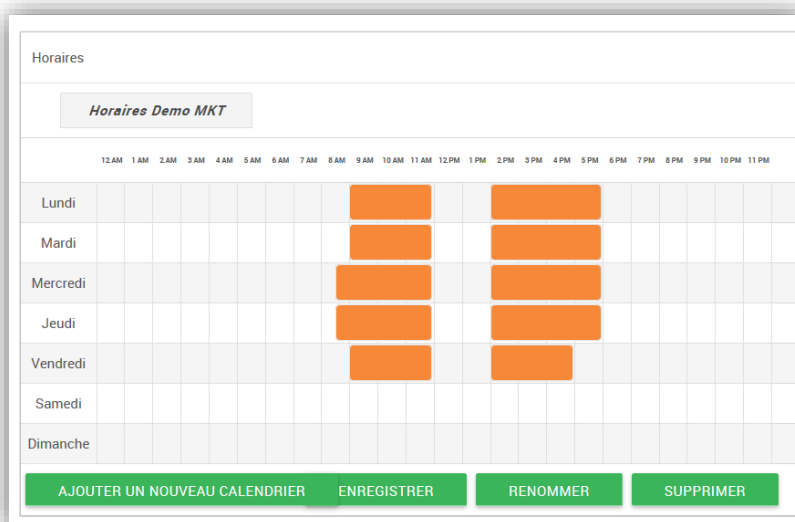 Horaires
Horaires Demo MKT
12 AM 1 AM 2 AM 3 AM 4 AM 5 AM 6 AM 7 AM 8 AM 9 AM 10 AM 11 AM 12 PM 1 PM 2 PM 3 PM 4 PM 5 PM 6 PM 7 PM 8 PM 9 PM 10 PM 11 PM
Lundi
Mardi
Mercredi
Jeudi
Vendredi
Samedi
Dimanche
AJOUTER UN NOUVEAU CALENDRIER ENREGISTRER RENOMMER SUPPRIMER